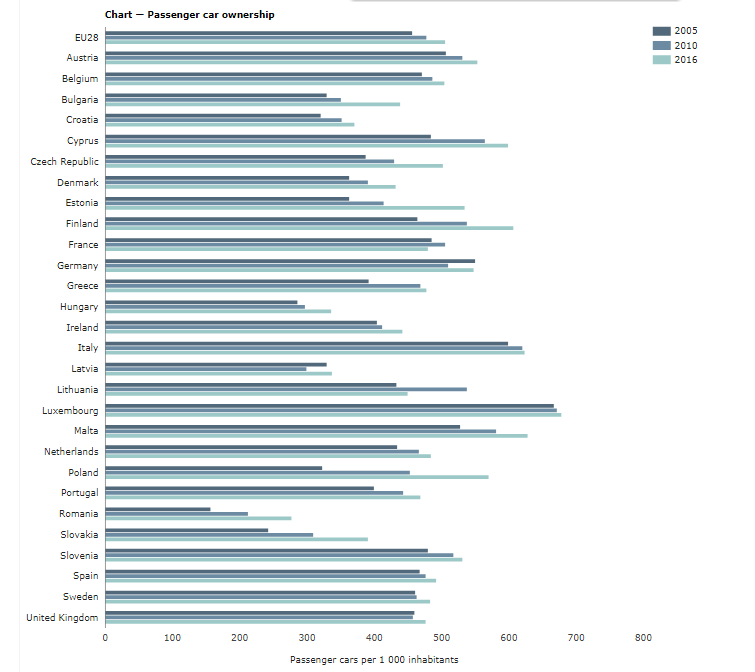 Chart — Passenger car ownership
2005
2010
2016
EU28
Austria
Belgium
Bulgaria
Croatia
Cyprus
Czech Republic
Denmark
Estonia
Finland
France
Germany
Greece
Hungary
Ireland
Italy
Latvia
Lithuania
Luxembourg
Malta
Netherlands
Poland
Portugal
Romania
Slovakia
Slovenia
Spain
Sweden
United Kingdom
0 100 200 300 400 500 600 700 800
Passenger cars per 1 000 inhabitants